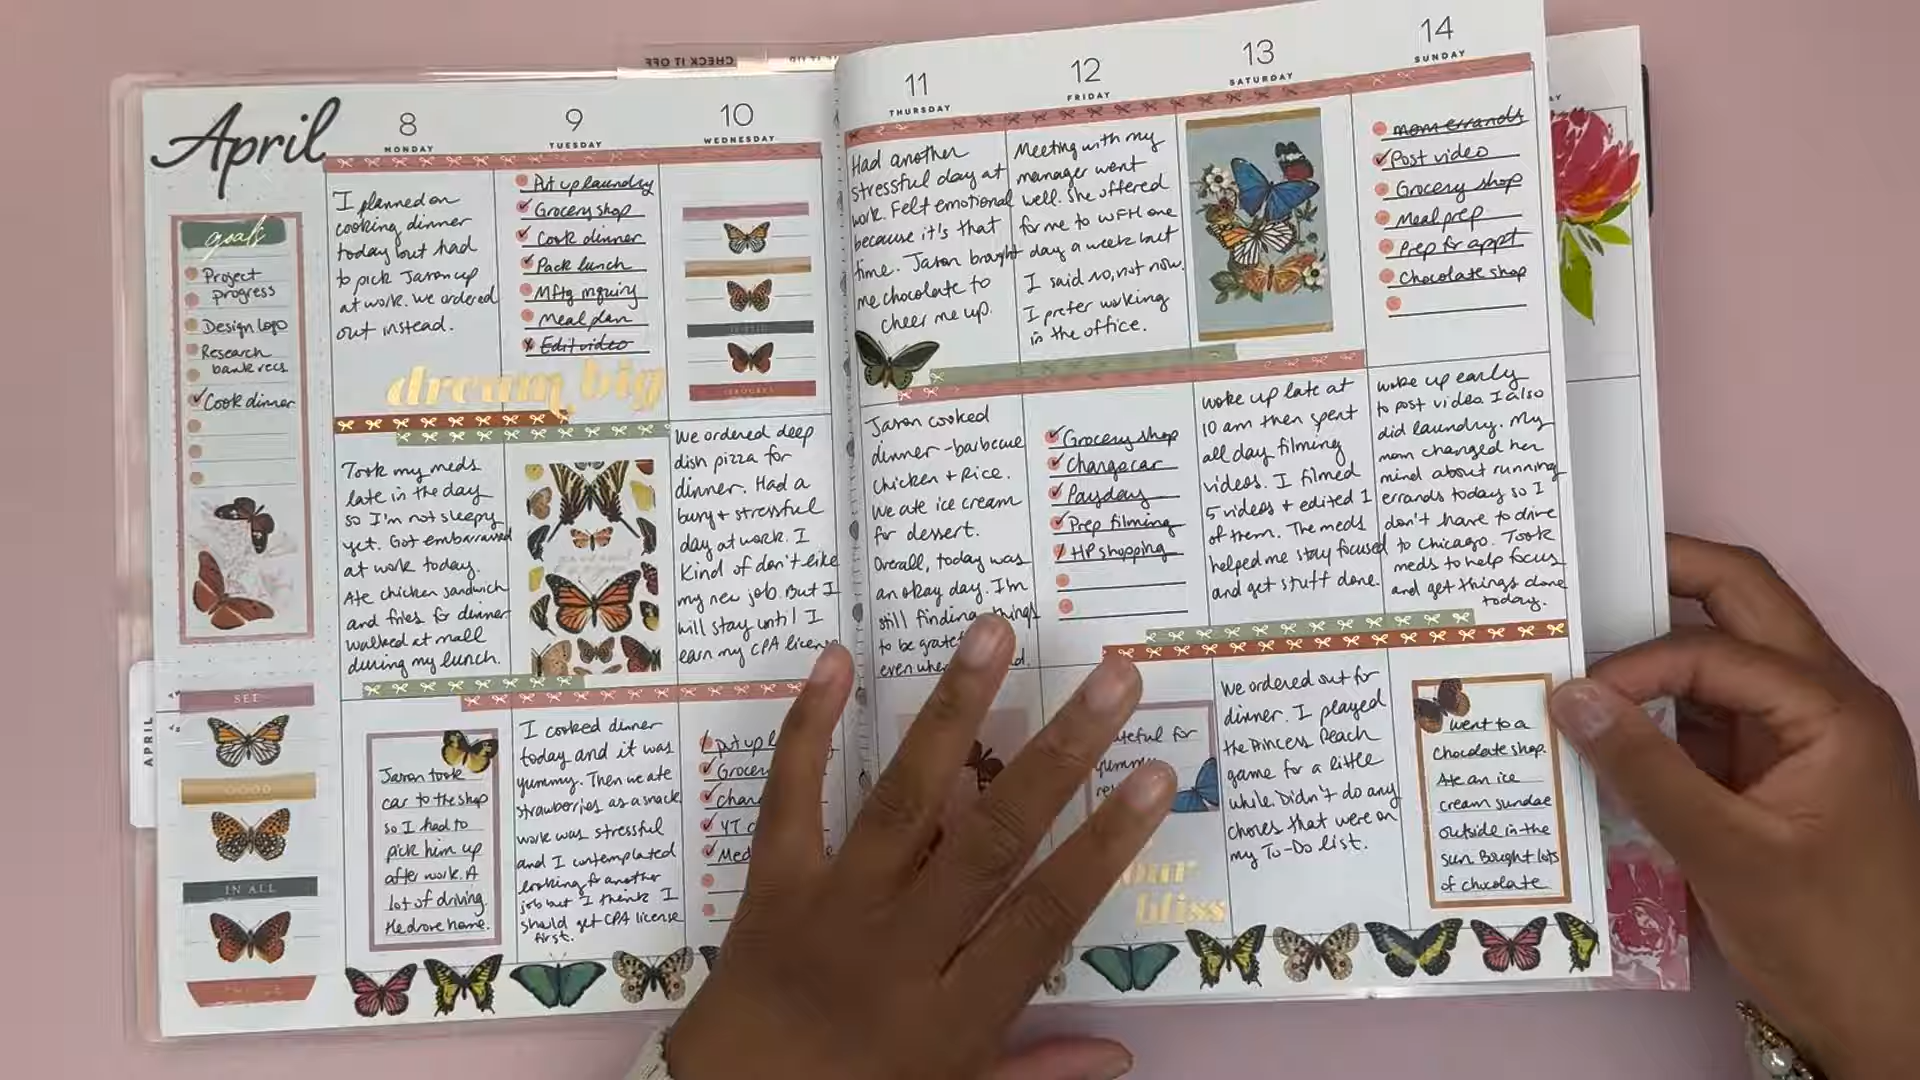 CHECK IT OFF
April
8
MONDAY
9
TUESDAY
10
WEDNESDAY
11
THURSDAY
12
FRIDAY
13
SATURDAY
14
SUNDAY
goals
Project
progress
Design logo
Research
bank recs
Cook dinner
APRIL
SEE
GOOD
IN ALL
THINGS
I planned on
cooking dinner
today but had
to pick Jason up
at work. We ordered
out instead.
Put up laundry
Grocery shop
Cook dinner
Pack lunch
Mftg inquiry
Meal plan
Edit video
dream big
Took my meds
late in the day
so I'm not sleepy
yet. Got embarrassed
at work today.
Ate chicken sandwich
and fries for dinner
walked at mall
during my lunch.
We ordered deep
dish pizza for
dinner. Had a
busy + stressful
day at work. I
kind of don't like
my new job. But I
will stay until I
earn my CPA
Jason took
car to the shop
so I had to
pick him up
after work. A
lot of driving.
He drove home.
I cooked dinner
today and it was
yummy. Then we ate
strawberries as a snack
work was stressful
and I contemplated
looking for another
job but I think I
should get CPA license
first.
Put up
YT
Had another
stressful day at
work. Felt emotional
because it's that
time. Jason brought
me chocolate to
cheer me up.
Meeting with my
manager went
well. She offered
for me to WFH one
day a week but
I said no, not now.
I prefer working
in the office.
mom errands
Post video
Grocery shop
Meal prep
Prep for appt
Chocolate shop
Jason cooked
dinner - barbecue
chicken + rice.
We ate ice cream
for dessert.
Overall, today was
an okay day. I'm
still finding things
to be
even
Grocery shop
Change car
Payday
Prep filming
HP shopping
woke up late at
10 am then spent
all day filming
videos. I filmed
5 videos + edited 1
of them. The meds
helped me stay focused
and get stuff done.
woke up early
to post video. I also
did laundry. My
mom changed her
mind about running
errands today so I
don't have to drive
to Chicago. Took
meds to help focus
and get things done
today.
for
yummy
bliss
We ordered out for
dinner. I played
the Princess Peach
game for a little
while. Didn't do any
chores that were on
my To-Do list.
Went to a
chocolate shop.
Ate an ice
cream sundae
outside in the
sun. Bought lots
of chocolate